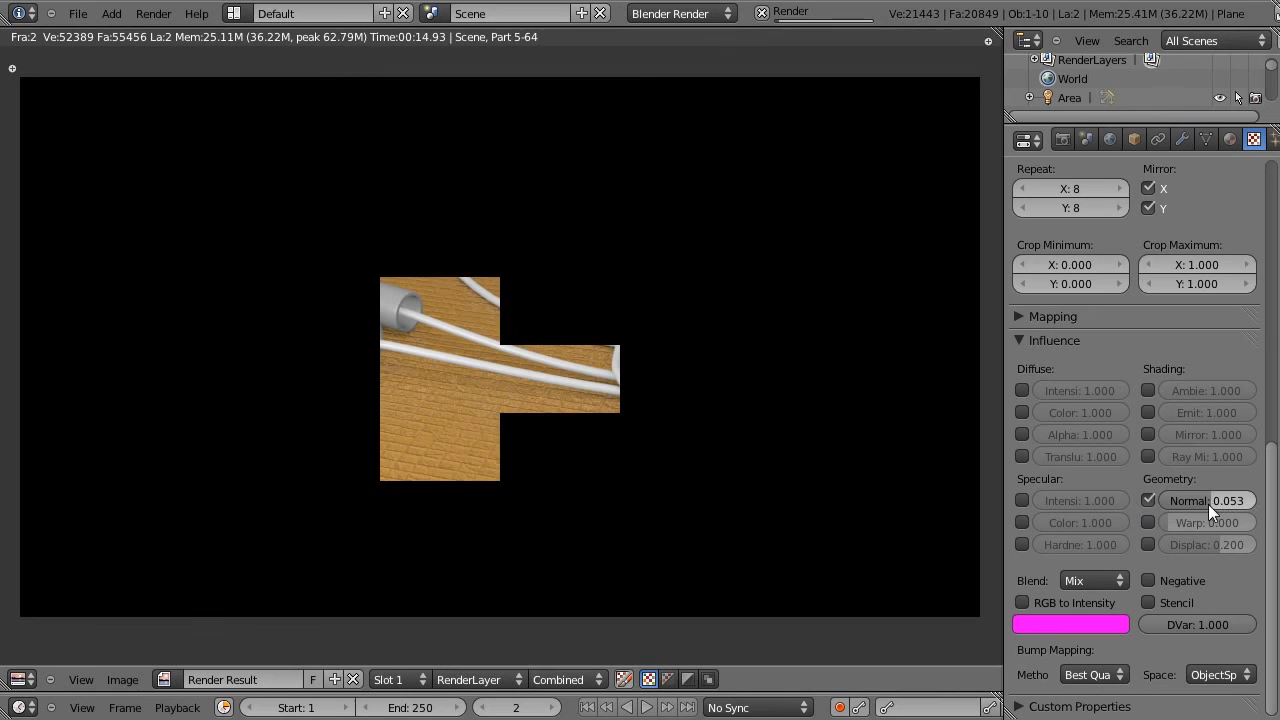 File Add Render Help Default Scene Blender Render Render Ve:21443 | Fa:20849 | Ob:1-10 | La:2 | Mem:25.41M (36.22M) | Plane
Fra:2 Ve:52389 Fa:55456 La:2 Mem:25.11M (36.22M, peak 62.79M) Time:00:14.93 | Scene, Part 5-64
View Search All Scenes
RenderLayers |
World
Area |
Repeat: Mirror:
X: 8 X
Y: 8 Y
Crop Minimum: Crop Maximum:
X: 0.000 X: 1.000
Y: 0.000 Y: 1.000
Mapping
Influence
Diffuse: Shading:
Intensi: 1.000 Ambie: 1.000
Color: 1.000 Emit: 1.000
Alpha: 1.000 Mirror: 1.000
Translu: 1.000 Ray Mi: 1.000
Specular: Geometry:
Intensi: 1.000 Normal: 0.053
Color: 1.000 Warp: 0.000
Hardne: 1.000 Displac: 0.200
Blend: Mix Negative
RGB to Intensity Stencil
DVar: 1.000
Bump Mapping:
Metho Best Qua Space: ObjectSp
Custom Properties
View Image Render Result F Slot 1 RenderLayer Combined
View Frame Playback Start: 1 End: 250 2 No Sync